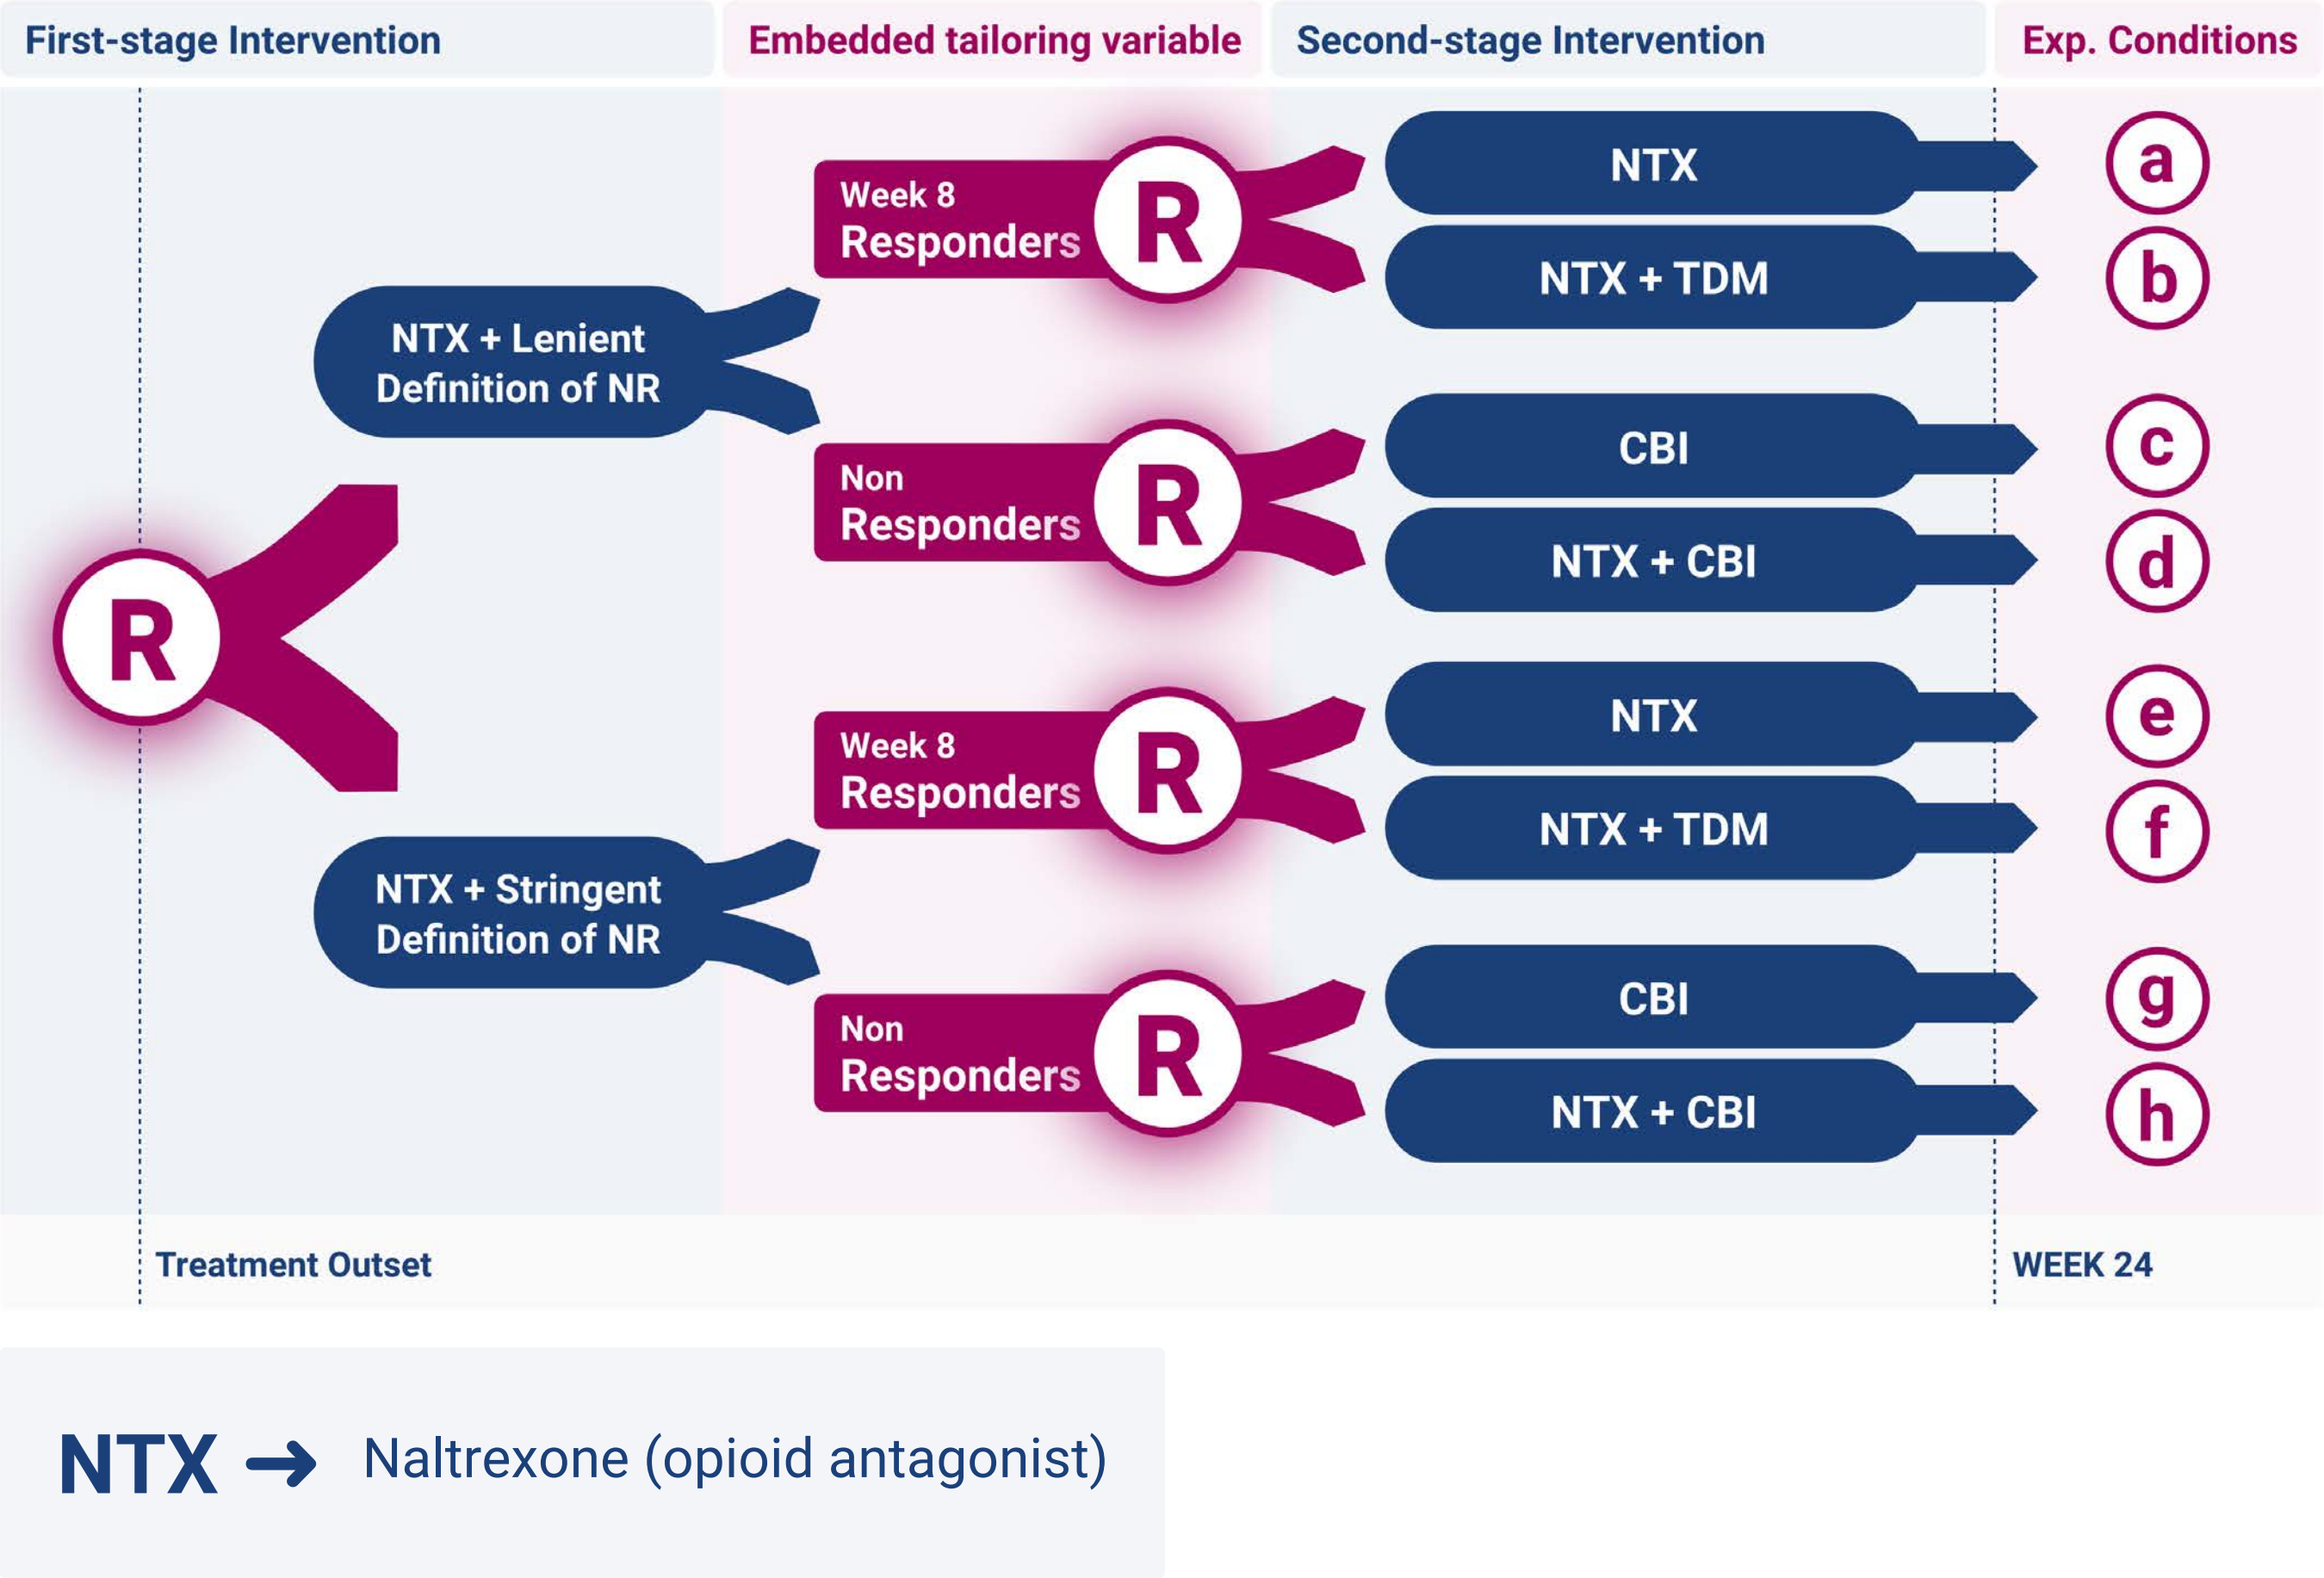 First-stage Intervention
Embedded tailoring variable
Second-stage Intervention
Exp. Conditions
R
NTX + Lenient
Definition of NR
Week 8
Responders
R
NTX
a
NTX + TDM
b
Non
Responders
R
CBI
c
NTX + CBI
d
NTX + Stringent
Definition of NR
Week 8
Responders
R
NTX
e
NTX + TDM
f
Non
Responders
R
CBI
g
NTX + CBI
h
Treatment Outset
WEEK 24
NTX → Naltrexone (opioid antagonist)